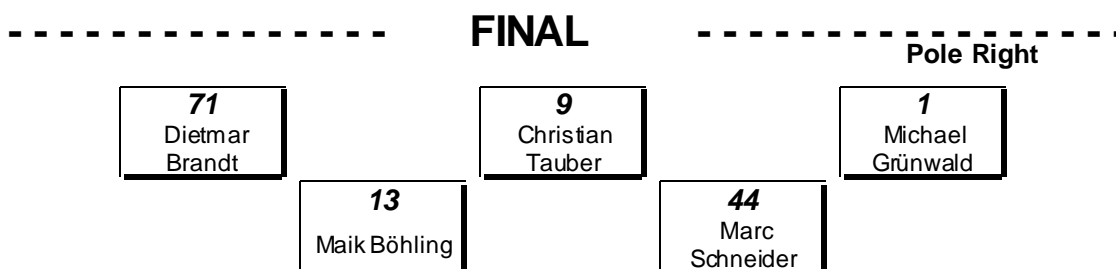 FINAL
Pole Right
71
Dietmar
Brandt
9
Christian
Tauber
1
Michael
Grünwald
13
Maik Böhling
44
Marc
Schneider